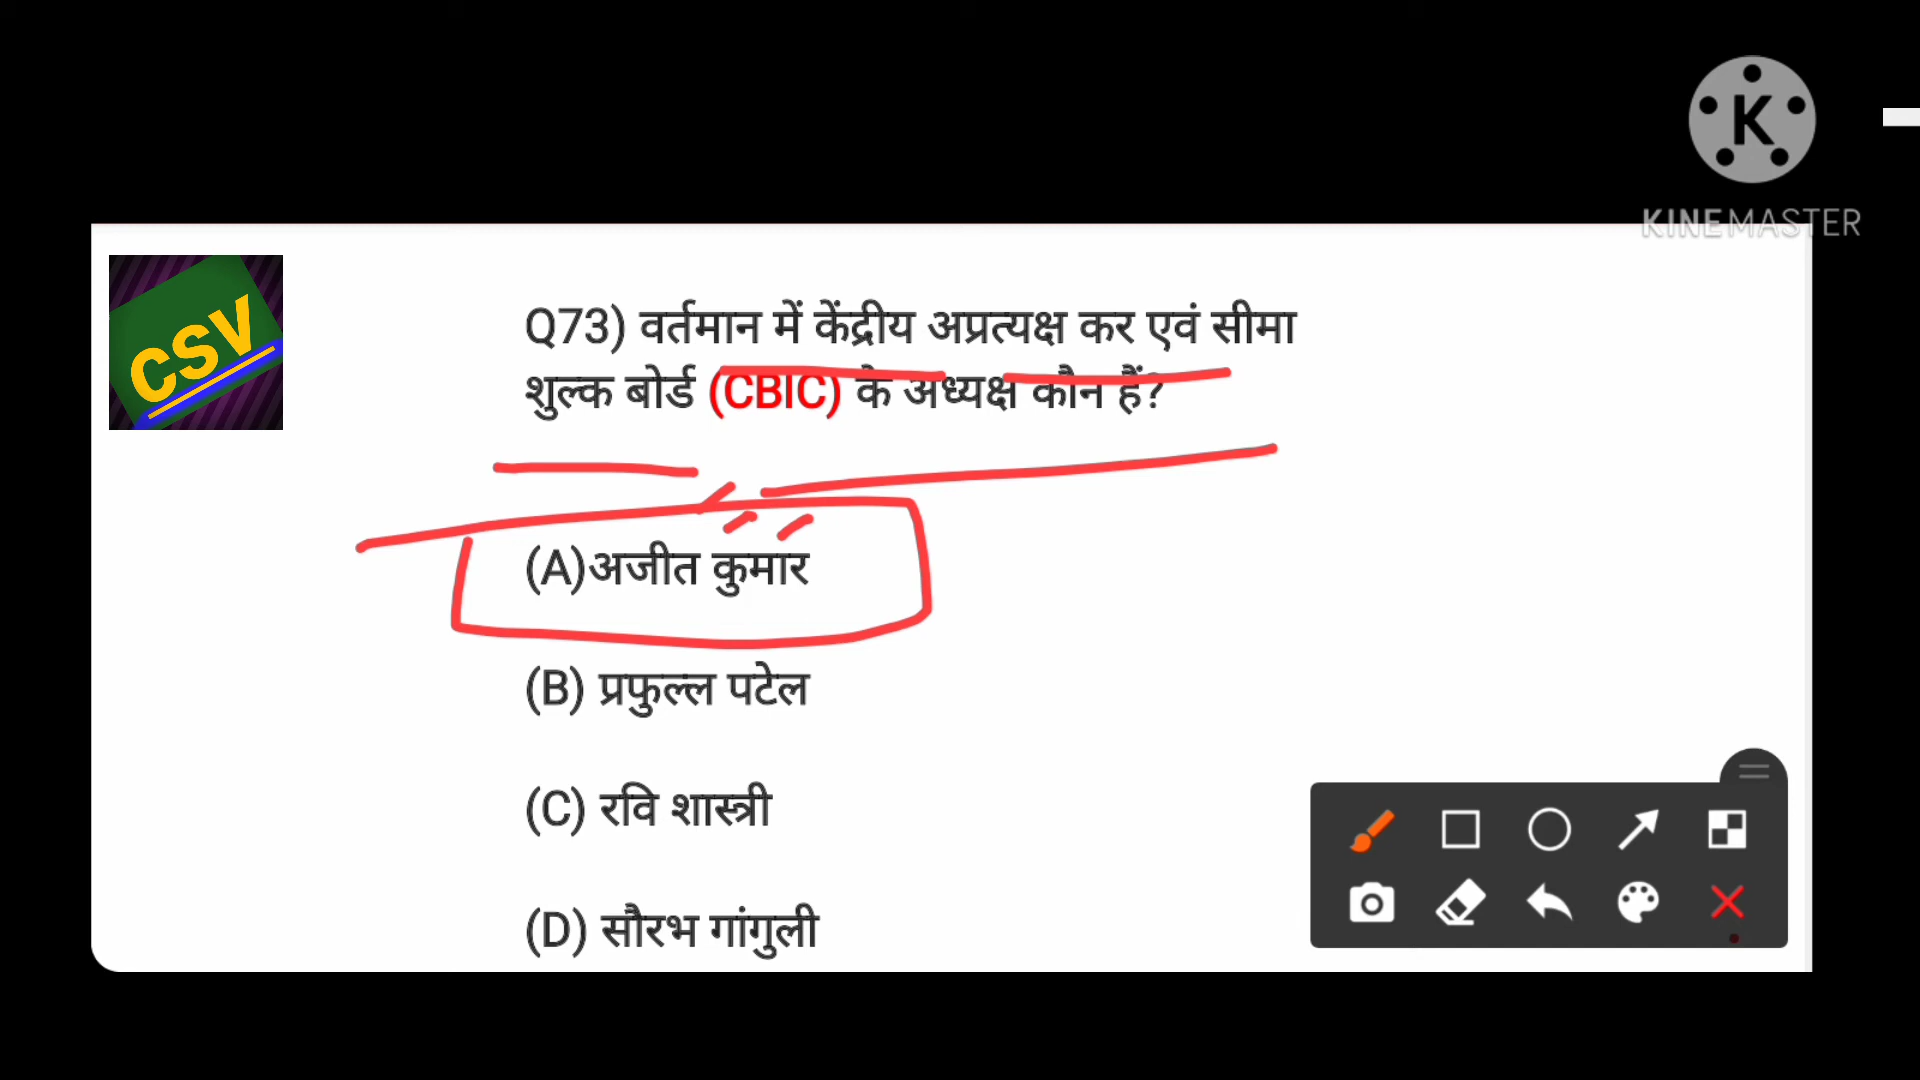 KINEMASTER
CSV
Q73) वर्तमान में केंद्रीय अप्रत्यक्ष कर एवं सीमा
शुल्क बोर्ड (CBIC) के अध्यक्ष कौन हैं?
(A)अजीत कुमार
(B) प्रफुल्ल पटेल
(C) रवि शास्त्री
(D) सौरभ गांगुली